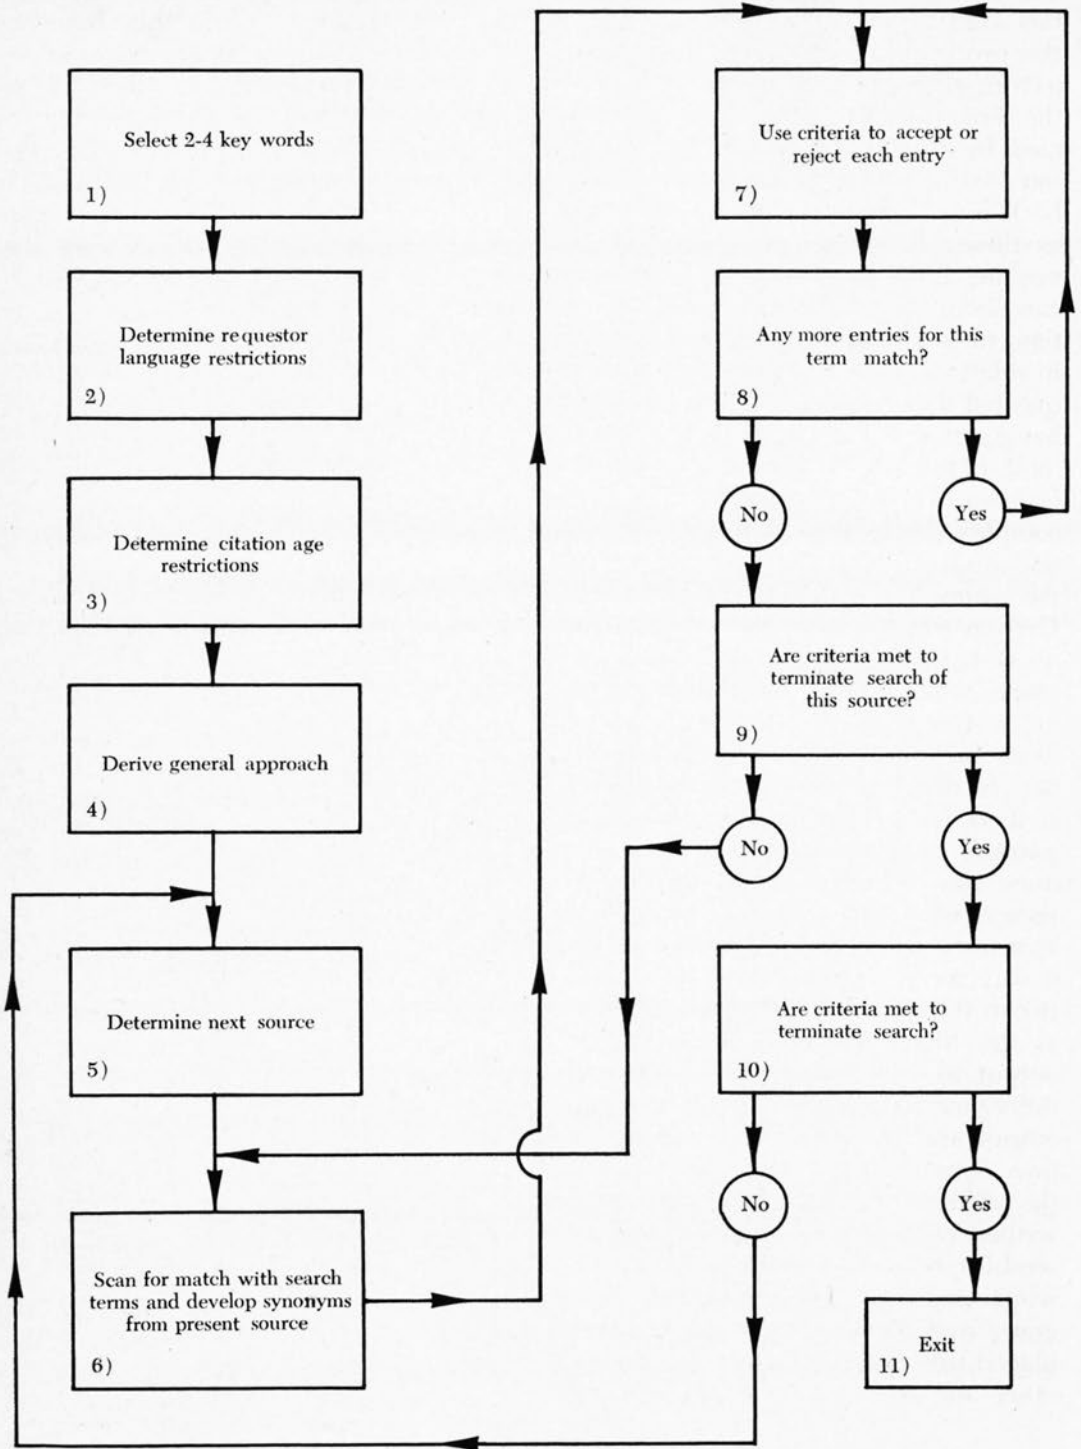 Select 2-4 key words
1)
Determine requestor
language restrictions
2)
Determine citation age
restrictions
3)
Derive general approach
4)
Determine next source
5)
Scan for match with search
terms and develop synonyms
from present source
6)
Use criteria to accept or
reject each entry
7)
Any more entries for this
term match?
8)
No
Yes
Are criteria met to
terminate search of
this source?
9)
No
Yes
Are criteria met to
terminate search?
10)
No
Yes
Exit
11)